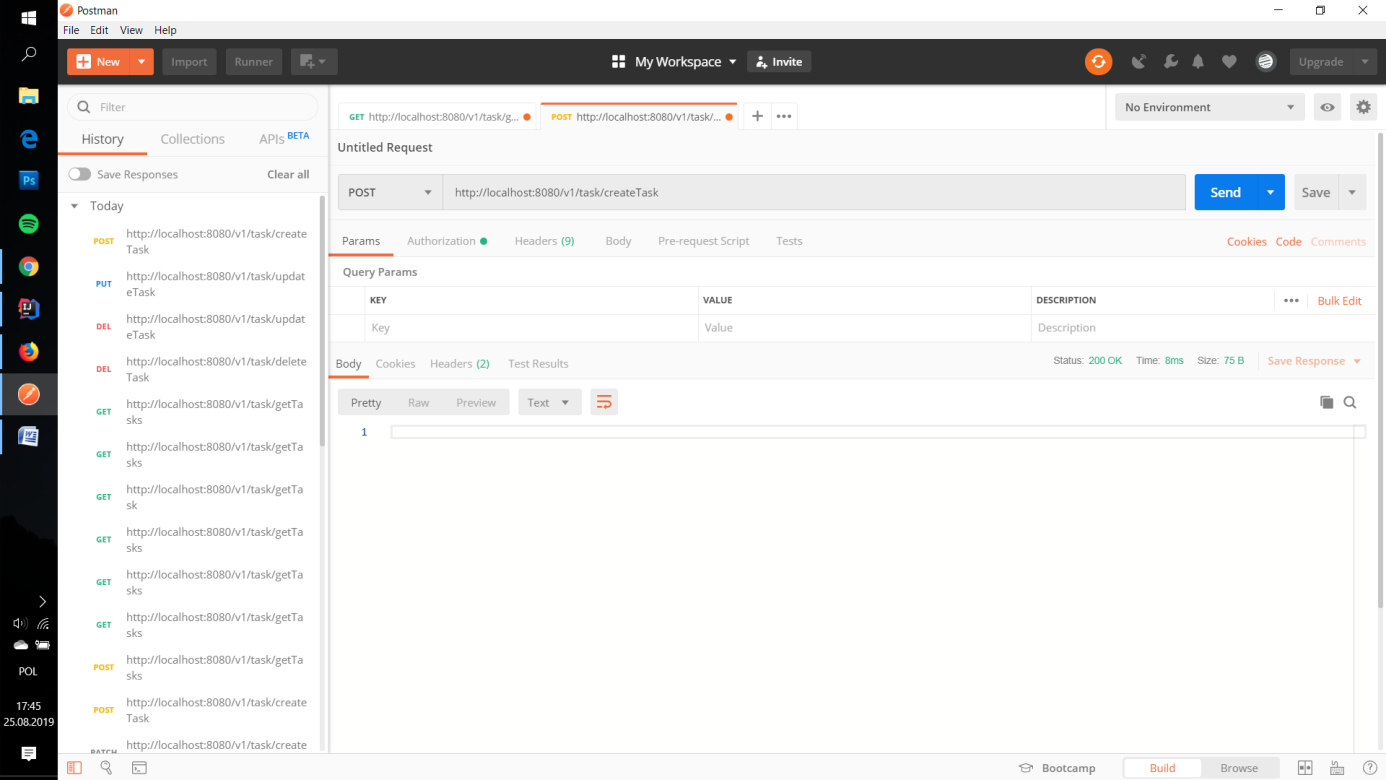 Postman
File Edit View Help
New Import Runner My Workspace Invite Upgrade
Filter
History Collections APIs BETA
Save Responses Clear all
Today
POST http://localhost:8080/v1/task/create
Task
PUT http://localhost:8080/v1/task/updat
eTask
DEL http://localhost:8080/v1/task/updat
eTask
DEL http://localhost:8080/v1/task/delete
Task
GET http://localhost:8080/v1/task/getTa
sks
GET http://localhost:8080/v1/task/getTa
sks
GET http://localhost:8080/v1/task/getTa
sk
GET http://localhost:8080/v1/task/getTa
sks
GET http://localhost:8080/v1/task/getTa
sks
GET http://localhost:8080/v1/task/getTa
sks
POST http://localhost:8080/v1/task/getTa
sks
POST http://localhost:8080/v1/task/create
Task
PATCH http://localhost:8080/v1/task/create
GET http://localhost:8080/v1/task/g... POST http://localhost:8080/v1/task/... No Environment
Untitled Request
POST http://localhost:8080/v1/task/createTask Send Save
Params Authorization Headers (9) Body Pre-request Script Tests Cookies Code Comments
Query Params
KEY VALUE DESCRIPTION Bulk Edit
Key Value Description
Body Cookies Headers (2) Test Results Status: 200 OK Time: 8ms Size: 75 B Save Response
Pretty Raw Preview Text
1
Bootcamp Build Browse
Ps
POL
17:45
25.08.2019